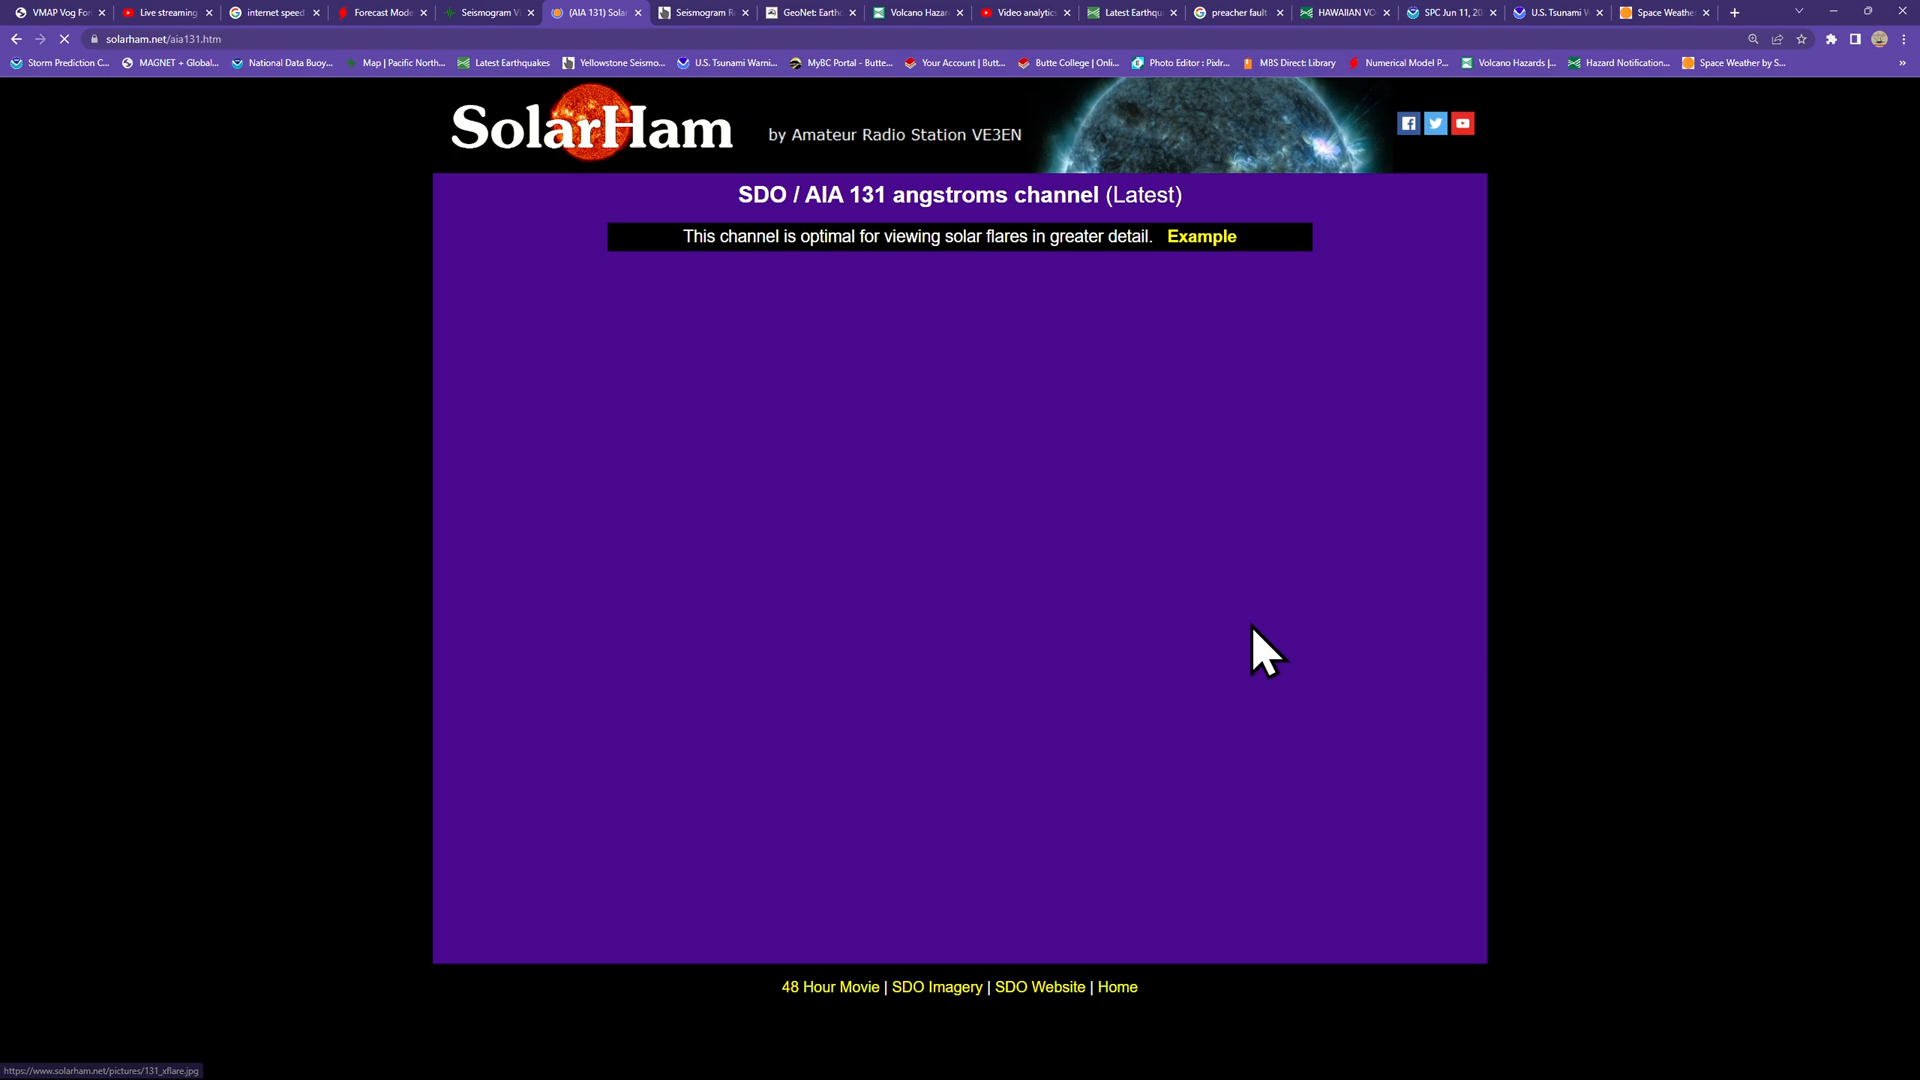 VMAP Vog For
Live streaming
internet speed
Forecast Mode
Seismogram V
(AIA 131) Solar
Seismogram R
GeoNet: Earth
Volcano Hazar
Video analytics
Latest Earthqu
preacher fault
HAWAIIAN VO
SPC Jun 11, 20
U.S. Tsunami W
Space Weather
solarham.net/aia131.htm
Storm Prediction C...
MAGNET + Global...
National Data Buoy...
Map | Pacific North...
Latest Earthquakes
Yellowstone Seismo...
U.S. Tsunami Warni...
MyBC Portal - Butte...
Your Account | Butt...
Butte College | Onli...
Photo Editor : Pixlr...
MBS Direct: Library
Numerical Model P...
Volcano Hazards |...
Hazard Notification...
Space Weather by S...
SolarHam
by Amateur Radio Station VE3EN
SDO / AIA 131 angstroms channel (Latest)
This channel is optimal for viewing solar flares in greater detail. Example
48 Hour Movie | SDO Imagery | SDO Website | Home
https://www.solarham.net/pictures/131_xflare.jpg